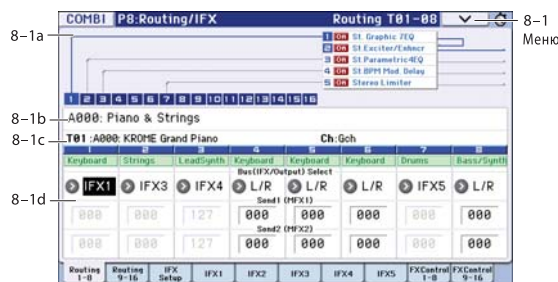 COMBI P8:Routing/IFX Routing T01-08
8–1
Меню
8–1a
1 ON St. Graphic 7EQ
2 ON St.Exciter/Enhncr
3 ON St.Parametric4EQ
4 ON St.BPM Mod. Delay
5 ON Stereo Limiter
1 2 3 4 5 6 7 8 9 10 11 12 13 14 15 16
8–1b
A000: Piano & Strings
8–1c
T01 :A000: KROME Grand Piano Ch:Gch
1 2 3 4 5 6 7 8
Keyboard Strings LeadSynth Keyboard Keyboard Keyboard Drums Bass/Synth
Bus(IFX/Output) Select
8–1d
IFX1 IFX3 IFX4 L/R L/R L/R IFX5 L/R
Send1 (MFX1)
000 000 127 000 000 000 000 000
Send2 (MFX2)
000 000 127 000 000 000 000 000
Routing 1-8 Routing 9-16 IFX Setup IFX1 IFX2 IFX3 IFX4 IFX5 FXControl 1-8 FXControl 9-16